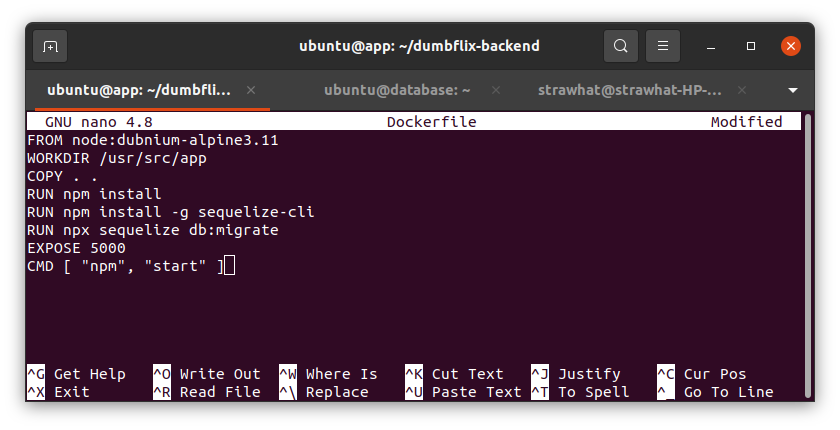 ubuntu@app: ~/dumbflix-backend
ubuntu@app: ~/dumbfli... × ubuntu@database: ~ × strawhat@strawhat-HP-... ×
GNU nano 4.8 Dockerfile Modified
FROM node:dubnium-alpine3.11
WORKDIR /usr/src/app
COPY . .
RUN npm install
RUN npm install -g sequelize-cli
RUN npx sequelize db:migrate
EXPOSE 5000
CMD [ "npm", "start" ]
^G Get Help ^O Write Out ^W Where Is ^K Cut Text ^J Justify ^C Cur Pos
^X Exit ^R Read File ^\ Replace ^U Paste Text ^T To Spell ^_ Go To Line